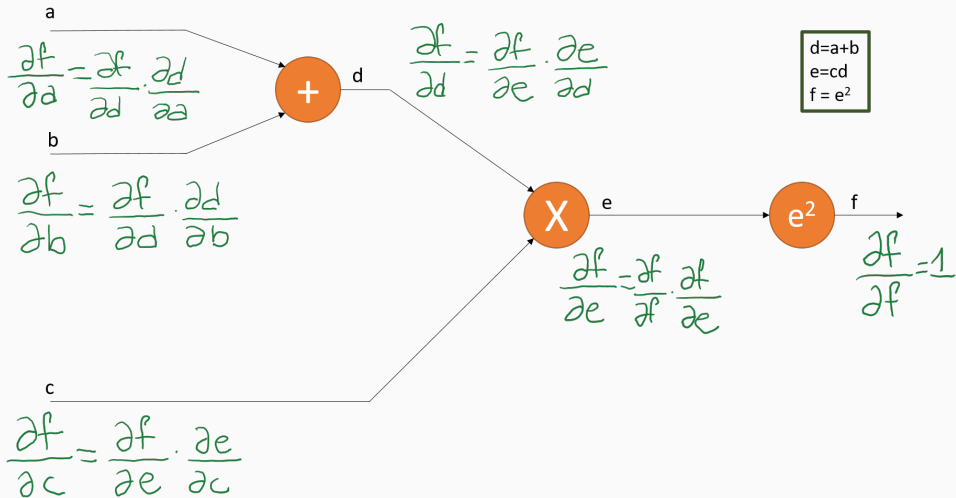 a
∂f/∂a = ∂f/∂d · ∂d/∂a
b
∂f/∂b = ∂f/∂d · ∂d/∂b
+
d
∂f/∂d = ∂f/∂e · ∂e/∂d
d=a+b
e=cd
f = e²
X
e
∂f/∂e = ∂f/∂f · ∂f/∂e
e²
f
∂f/∂f = 1
c
∂f/∂c = ∂f/∂e · ∂e/∂c